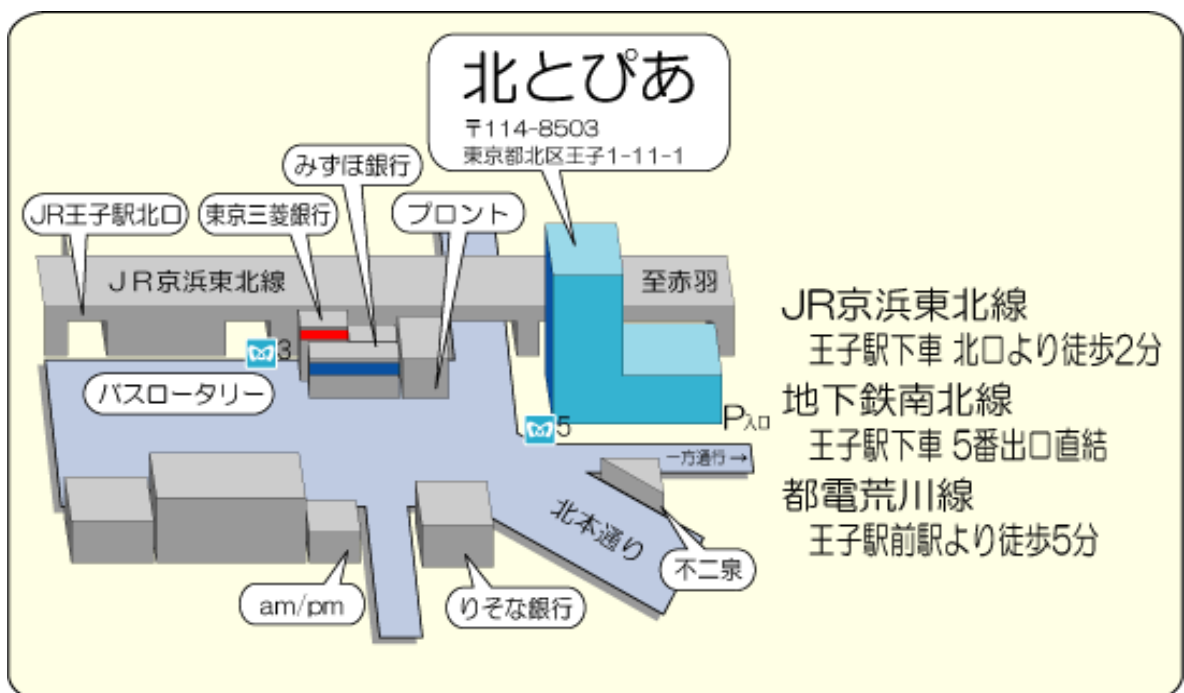 北とぴあ
〒114-8503
東京都北区王子1-11-1
みずほ銀行
JR王子駅北口
東京三菱銀行
プロント
JR京浜東北線
至赤羽
3
バスロータリー
5
P入口
一方通行→
北本通り
不二泉
am/pm
りそな銀行
JR京浜東北線
王子駅下車 北口より徒歩2分
地下鉄南北線
王子駅下車 5番出口直結
都電荒川線
王子駅前駅より徒歩5分